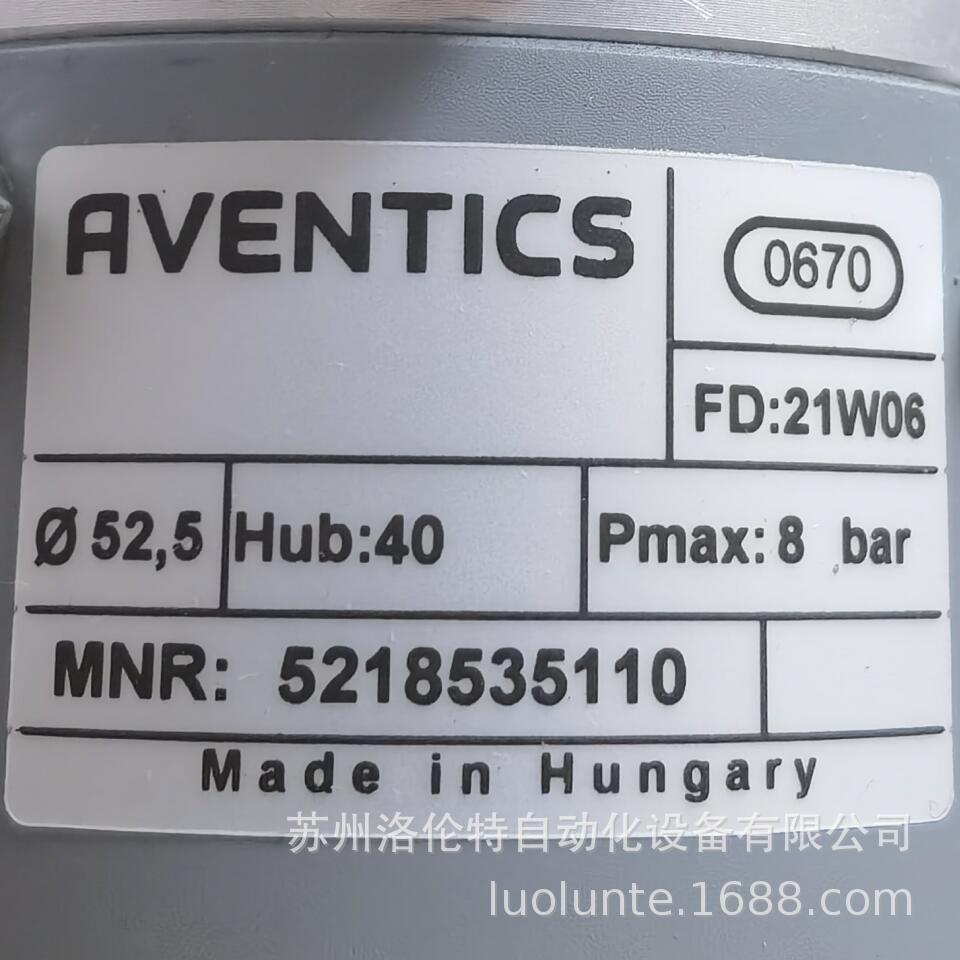 AVENTICS
0670
FD:21W06
Ø 52,5 Hub:40 Pmax: 8 bar
MNR: 5218535110
Made in Hungary
苏州洛伦特自动化设备有限公司
luolunte.1688.com